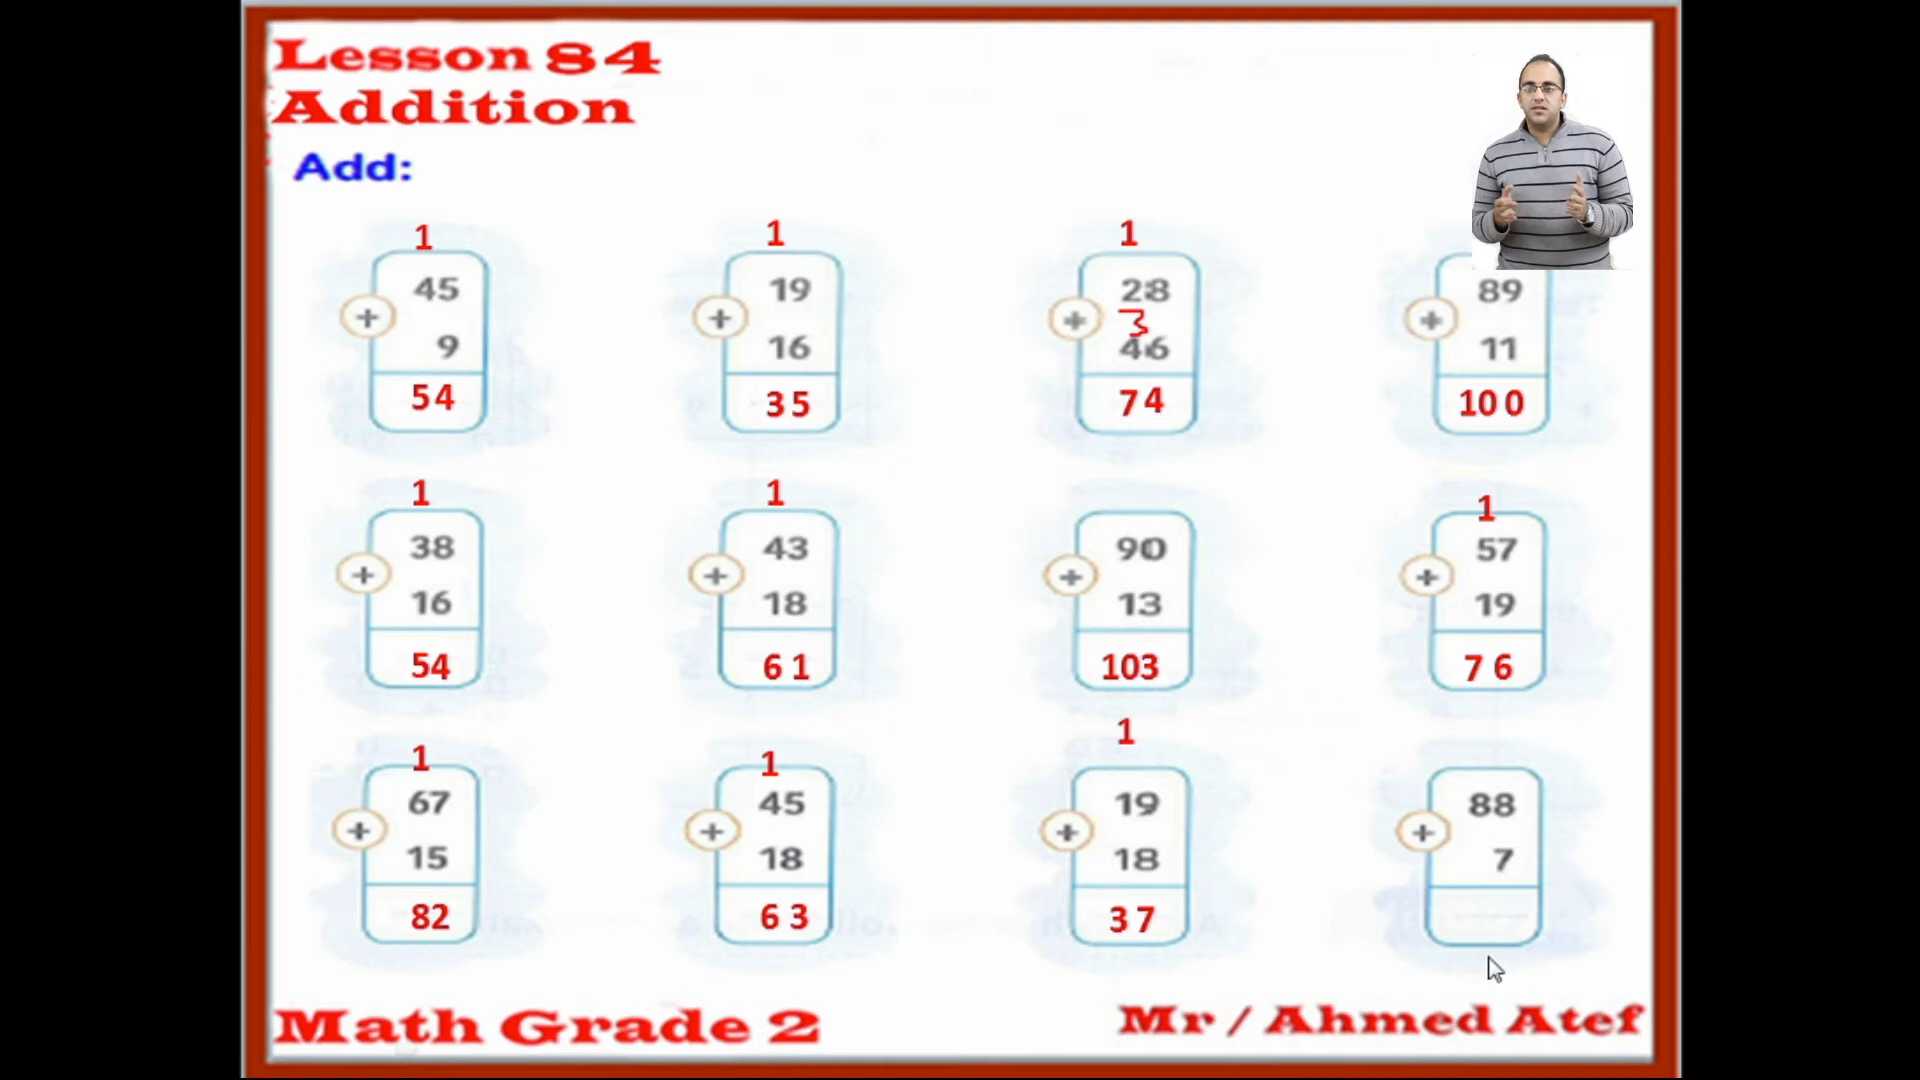 Lesson 84
Addition
Add:
1 1 1
45 19 28 89
+ + + +
3
9 16 46 11
54 35 74 100
1 1 1
38 43 90 57
+ + + +
16 18 13 19
54 61 103 76
1 1 1
67 45 19 88
+ + + +
15 18 18 7
82 63 37
Math Grade 2
Mr / Ahmed Atef